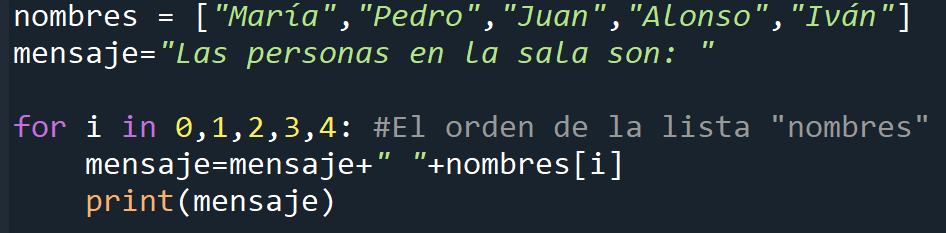 nombres = ["María","Pedro","Juan","Alonso","Iván"]
mensaje="Las personas en la sala son: "
for i in 0,1,2,3,4: #El orden de la lista "nombres"
    mensaje=mensaje+" "+nombres[i]
    print(mensaje)